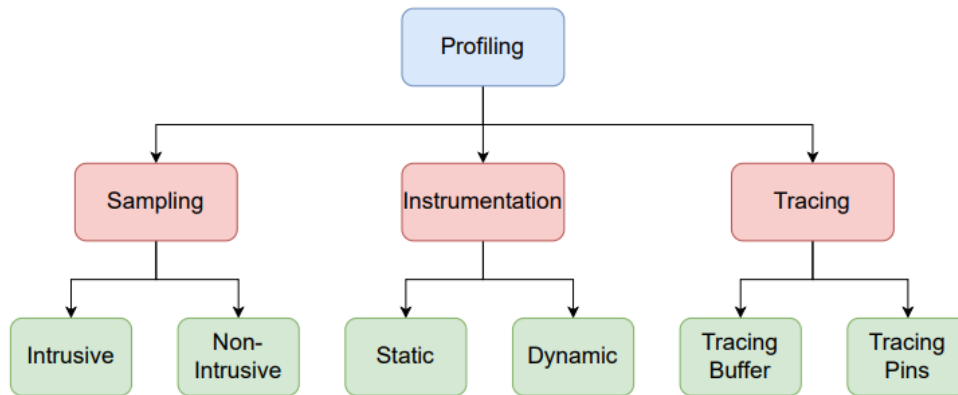 Profiling
Sampling
Instrumentation
Tracing
Intrusive
Non-
Intrusive
Static
Dynamic
Tracing
Buffer
Tracing
Pins